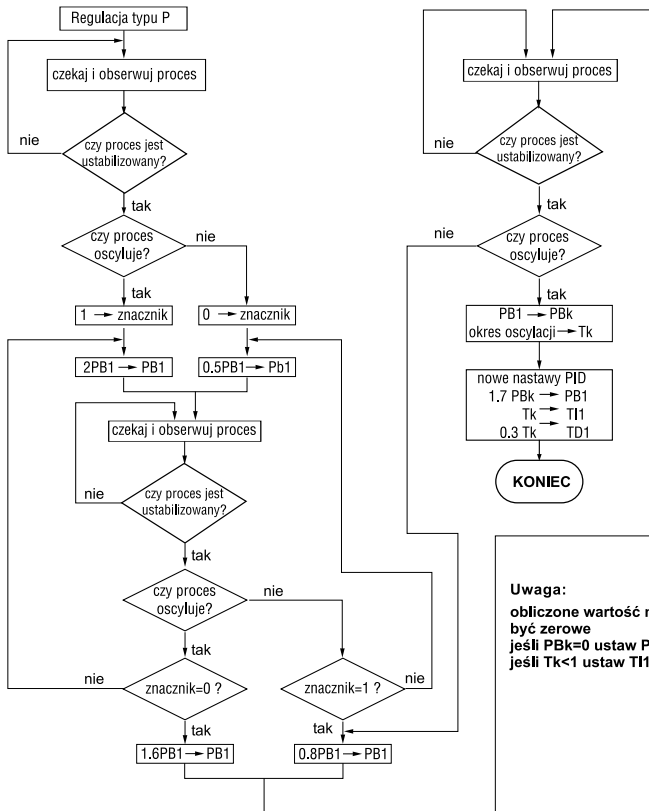 Regulacja typu P
czekaj i obserwuj proces
nie
czy proces jest
ustabilizowany?
tak
czy proces
oscyluje?
nie
tak
1 → znacznik
0 → znacznik
2PB1 → PB1
0.5PB1 → Pb1
czekaj i obserwuj proces
nie
czy proces jest
ustabilizowany?
tak
czy proces
oscyluje?
nie
tak
nie
znacznik=0 ?
znacznik=1 ?
nie
tak
tak
1.6PB1 → PB1
0.8PB1 → PB1
czekaj i obserwuj proces
nie
czy proces jest
ustabilizowany?
tak
nie
czy proces
oscyluje?
tak
PB1 → PBk
okres oscylacji → Tk
nowe nastawy PID
1.7 PBk → PB1
Tk → TI1
0.3 Tk → TD1
KONIEC
Uwaga:
obliczone wartość
być zerowe
jeśli PBk=0 ustaw
jeśli Tk<1 ustaw TI1